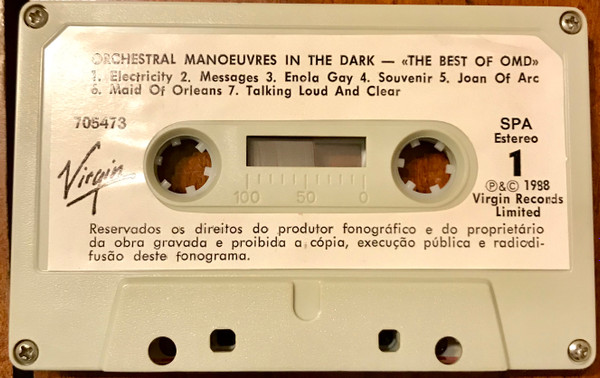 ORCHESTRAL MANOEUVRES IN THE DARK — «THE BEST OF OMD»
1. Electricity 2. Messages 3. Enola Gay 4. Souvenir 5. Joan Of Arc
6. Maid Of Orleans 7. Talking Loud And Clear
705473
SPA
Estereo
1
Virgin
100 50 0
℗&© 1988
Virgin Records
Limited
Reservados os direitos do produtor fonográfico e do proprietário
da obra gravada e proibida a cópia, execução pública e radiodi-
fusão deste fonograma.